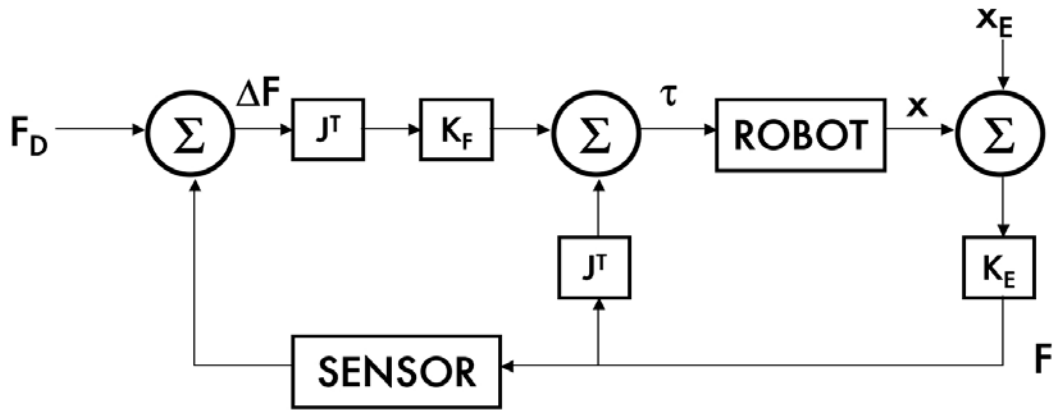 x_E
ΔF
τ
x
F_D
Σ
J^T
K_F
Σ
ROBOT
Σ
J^T
K_E
SENSOR
F